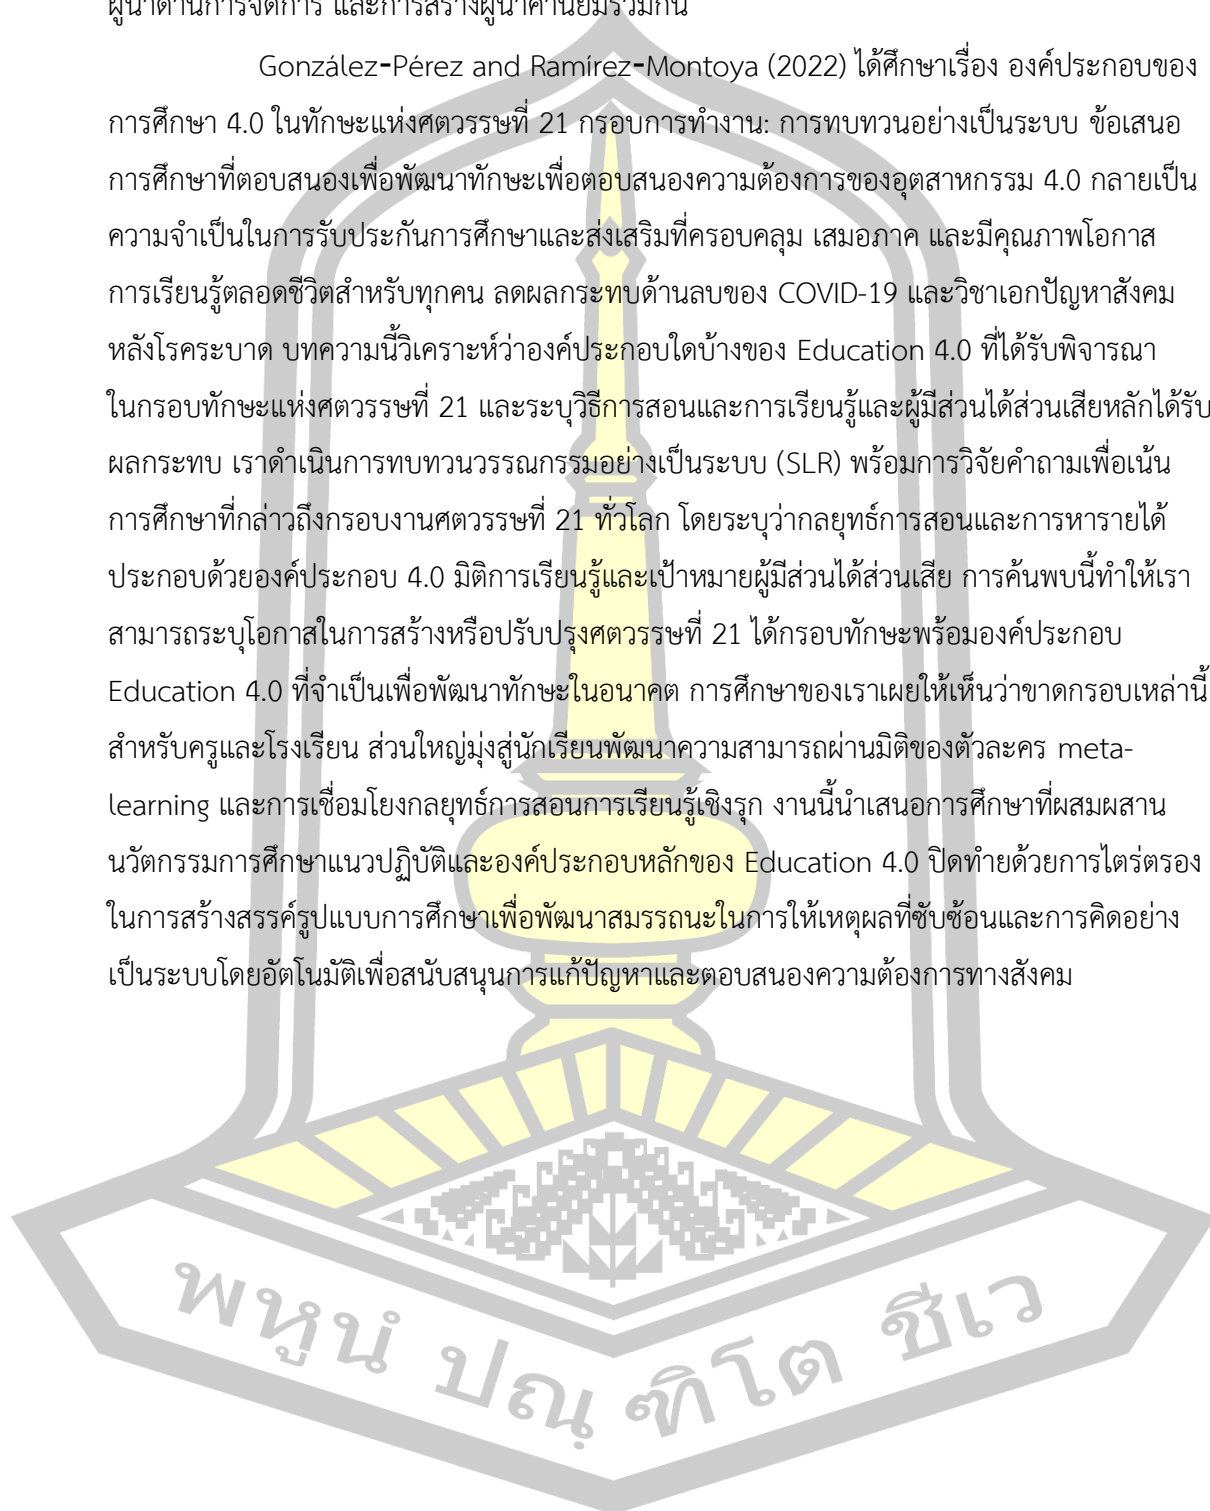 ผู้นำด้านการจัดการ และการสร้างผู้นำค่านิยมร่วมกัน
González-Pérez and Ramírez-Montoya (2022) ได้ศึกษาเรื่อง องค์ประกอบของ
การศึกษา 4.0 ในทักษะแห่งศตวรรษที่ 21 กรอบการทำงาน: การทบทวนอย่างเป็นระบบ ข้อเสนอ
การศึกษาที่ตอบสนองเพื่อพัฒนาทักษะเพื่อตอบสนองความต้องการของอุตสาหกรรม 4.0 กลายเป็น
ความจำเป็นในการรับประกันการศึกษาและส่งเสริมที่ครอบคลุม เสมอภาค และมีคุณภาพโอกาส
การเรียนรู้ตลอดชีวิตสำหรับทุกคน ลดผลกระทบด้านลบของ COVID-19 และวิชาเอกปัญหาสังคม
หลังโรคระบาด บทความนี้วิเคราะห์ว่าองค์ประกอบใดบ้างของ Education 4.0 ที่ได้รับพิจารณา
ในกรอบทักษะแห่งศตวรรษที่ 21 และระบุวิธีการสอนและการเรียนรู้และผู้มีส่วนได้ส่วนเสียหลักได้รับ
ผลกระทบ เราดำเนินการทบทวนวรรณกรรมอย่างเป็นระบบ (SLR) พร้อมการวิจัยคำถามเพื่อเน้น
การศึกษาที่กล่าวถึงกรอบงานศตวรรษที่ 21 ทั่วโลก โดยระบุว่ากลยุทธ์การสอนและการหารายได้
ประกอบด้วยองค์ประกอบ 4.0 มิติการเรียนรู้และเป้าหมายผู้มีส่วนได้ส่วนเสีย การค้นพบนี้ทำให้เรา
สามารถระบุโอกาสในการสร้างหรือปรับปรุงศตวรรษที่ 21 ได้กรอบทักษะพร้อมองค์ประกอบ
Education 4.0 ที่จำเป็นเพื่อพัฒนาทักษะในอนาคต การศึกษาของเราเผยให้เห็นว่าขาดกรอบเหล่านี้
สำหรับครูและโรงเรียน ส่วนใหญ่มุ่งสู่นักเรียนพัฒนาความสามารถผ่านมิติของตัวละคร meta-
learning และการเชื่อมโยงกลยุทธ์การสอนการเรียนรู้เชิงรุก งานนี้นำเสนอการศึกษาที่ผสมผสาน
นวัตกรรมการศึกษาแนวปฏิบัติและองค์ประกอบหลักของ Education 4.0 ปิดท้ายด้วยการไตร่ตรอง
ในการสร้างสรรค์รูปแบบการศึกษาเพื่อพัฒนาสมรรถนะในการให้เหตุผลที่ซับซ้อนและการคิดอย่าง
เป็นระบบโดยอัตโนมัติเพื่อสนับสนุนการแก้ปัญหาและตอบสนองความต้องการทางสังคม
พหูนํ ปณฺฑิโต ชีเว